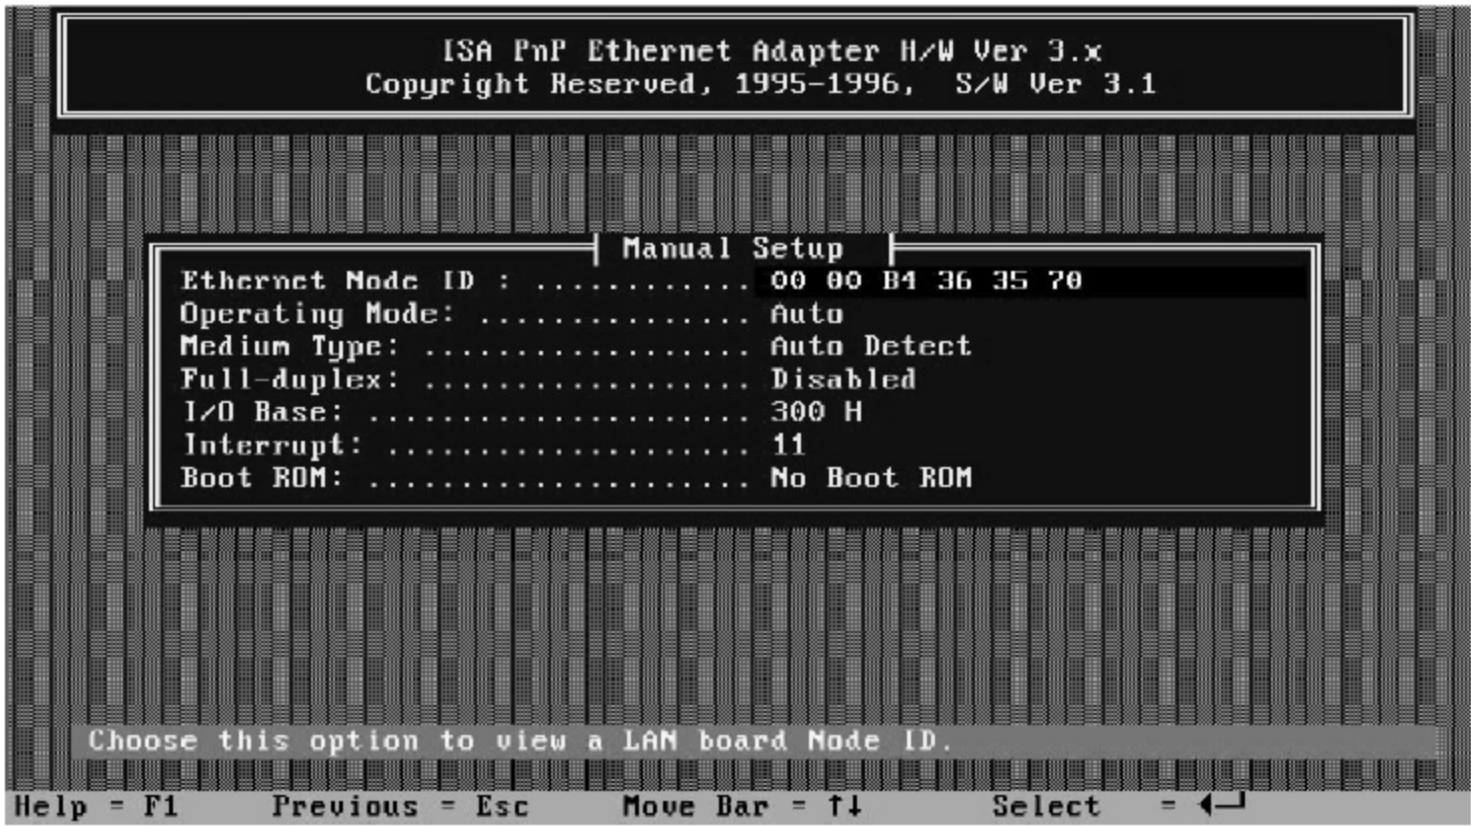 ISA PnP Ethernet Adapter H/W Ver 3.x
Copyright Reserved, 1995-1996, S/W Ver 3.1
Manual Setup
Ethernet Node ID : ............ 00 00 B4 36 35 70
Operating Mode: ............... Auto
Medium Type: .................. Auto Detect
Full-duplex: .................. Disabled
I/O Base: ..................... 300 H
Interrupt: .................... 11
Boot ROM: ..................... No Boot ROM
Choose this option to view a LAN board Node ID.
Help = F1 Previous = Esc Move Bar = ↑↓ Select = ◄┘